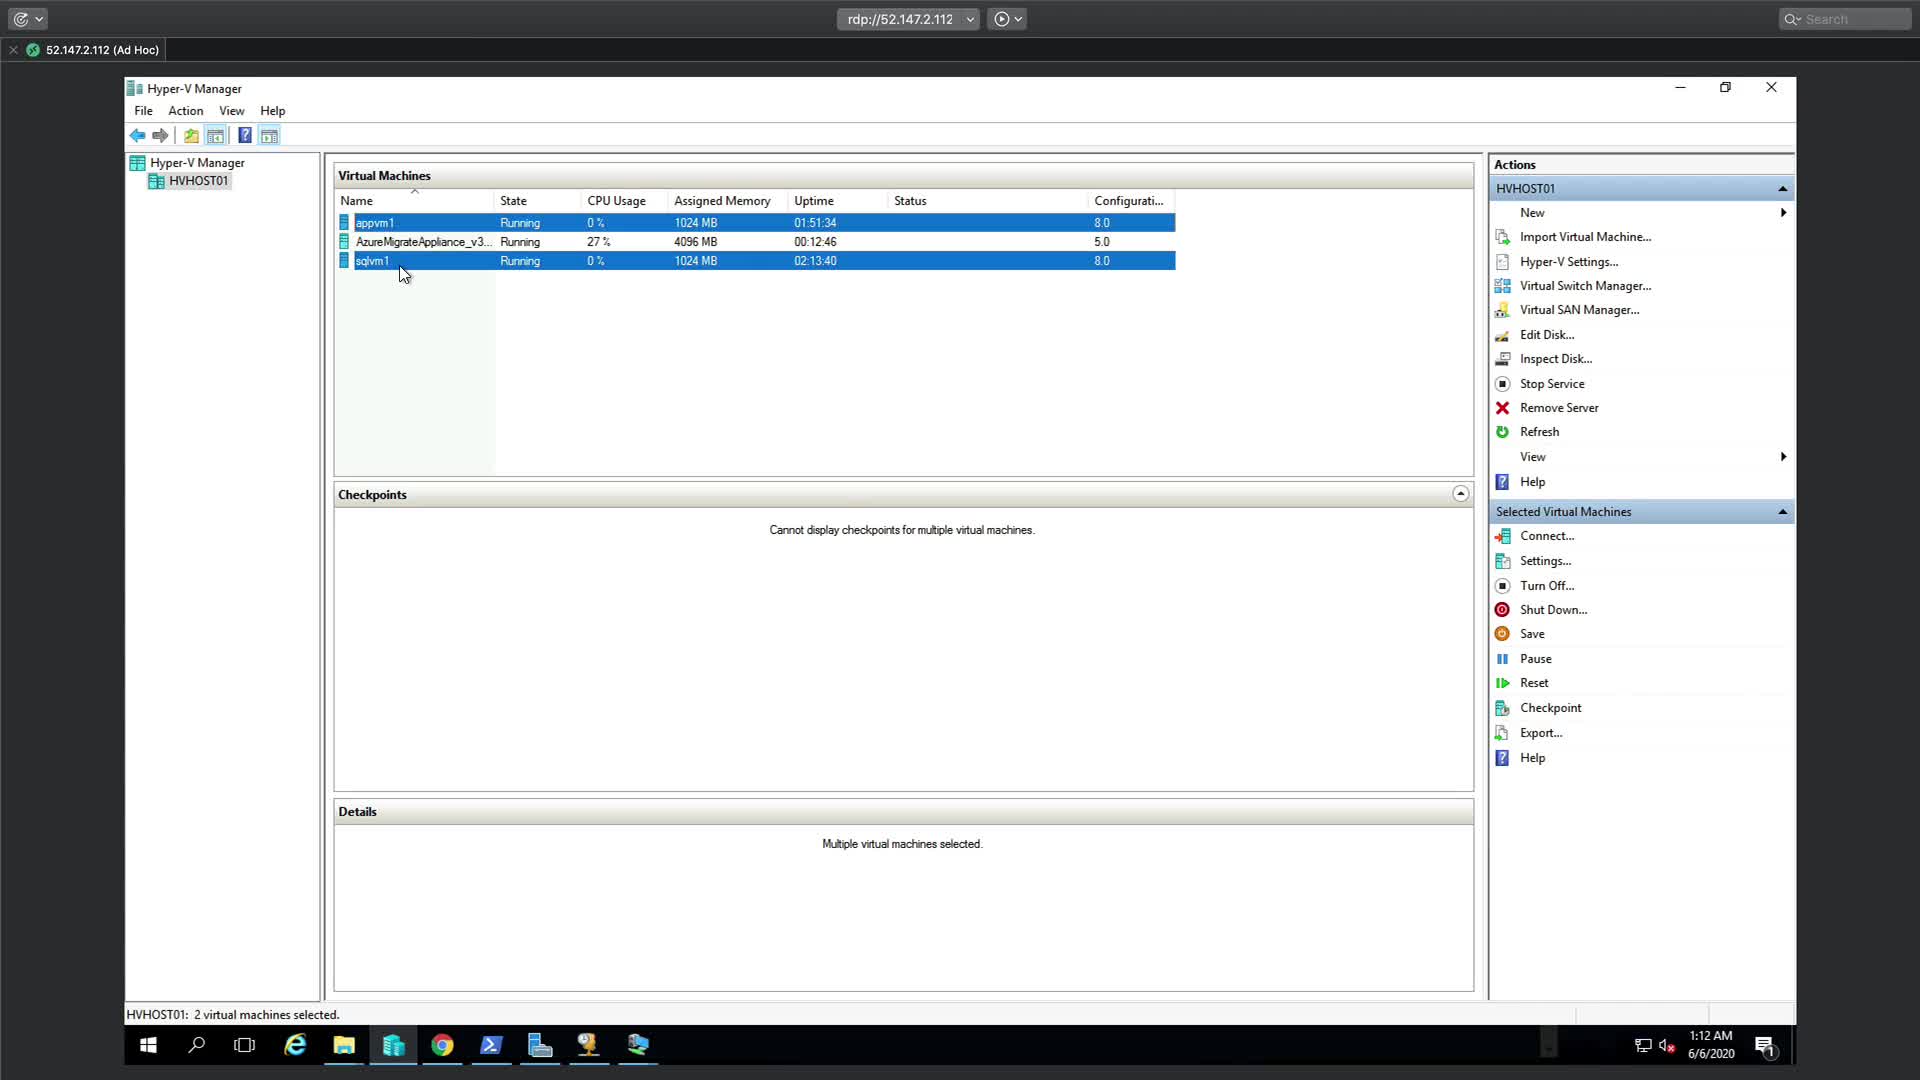 rdp://52.147.2.112
Search
52.147.2.112 (Ad Hoc)
Hyper-V Manager
File Action View Help
Hyper-V Manager
HVHOST01
Virtual Machines
Name State CPU Usage Assigned Memory Uptime Status Configurati...
appvm1 Running 0 % 1024 MB 01:51:34 8.0
AzureMigrateAppliance_v3... Running 27 % 4096 MB 00:12:46 5.0
sqlvm1 Running 0 % 1024 MB 02:13:40 8.0
Checkpoints
Cannot display checkpoints for multiple virtual machines.
Details
Multiple virtual machines selected.
Actions
HVHOST01
New
Import Virtual Machine...
Hyper-V Settings...
Virtual Switch Manager...
Virtual SAN Manager...
Edit Disk...
Inspect Disk...
Stop Service
Remove Server
Refresh
View
Help
Selected Virtual Machines
Connect...
Settings...
Turn Off...
Shut Down...
Save
Pause
Reset
Checkpoint
Export...
Help
HVHOST01: 2 virtual machines selected.
1:12 AM
6/6/2020
1